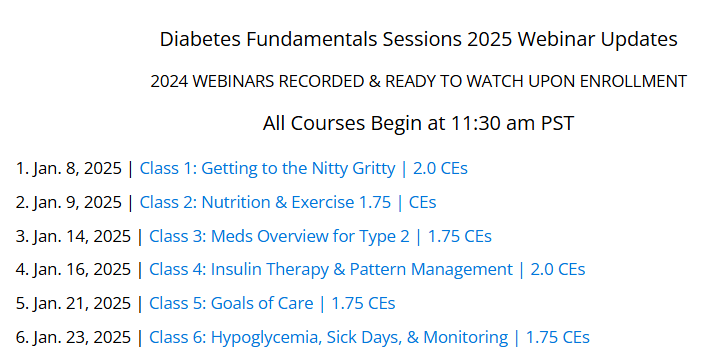 Diabetes Fundamentals Sessions 2025 Webinar Updates
2024 WEBINARS RECORDED & READY TO WATCH UPON ENROLLMENT
All Courses Begin at 11:30 am PST
1. Jan. 8, 2025 | Class 1: Getting to the Nitty Gritty | 2.0 CEs
2. Jan. 9, 2025 | Class 2: Nutrition & Exercise 1.75 | CEs
3. Jan. 14, 2025 | Class 3: Meds Overview for Type 2 | 1.75 CEs
4. Jan. 16, 2025 | Class 4: Insulin Therapy & Pattern Management | 2.0 CEs
5. Jan. 21, 2025 | Class 5: Goals of Care | 1.75 CEs
6. Jan. 23, 2025 | Class 6: Hypoglycemia, Sick Days, & Monitoring | 1.75 CEs